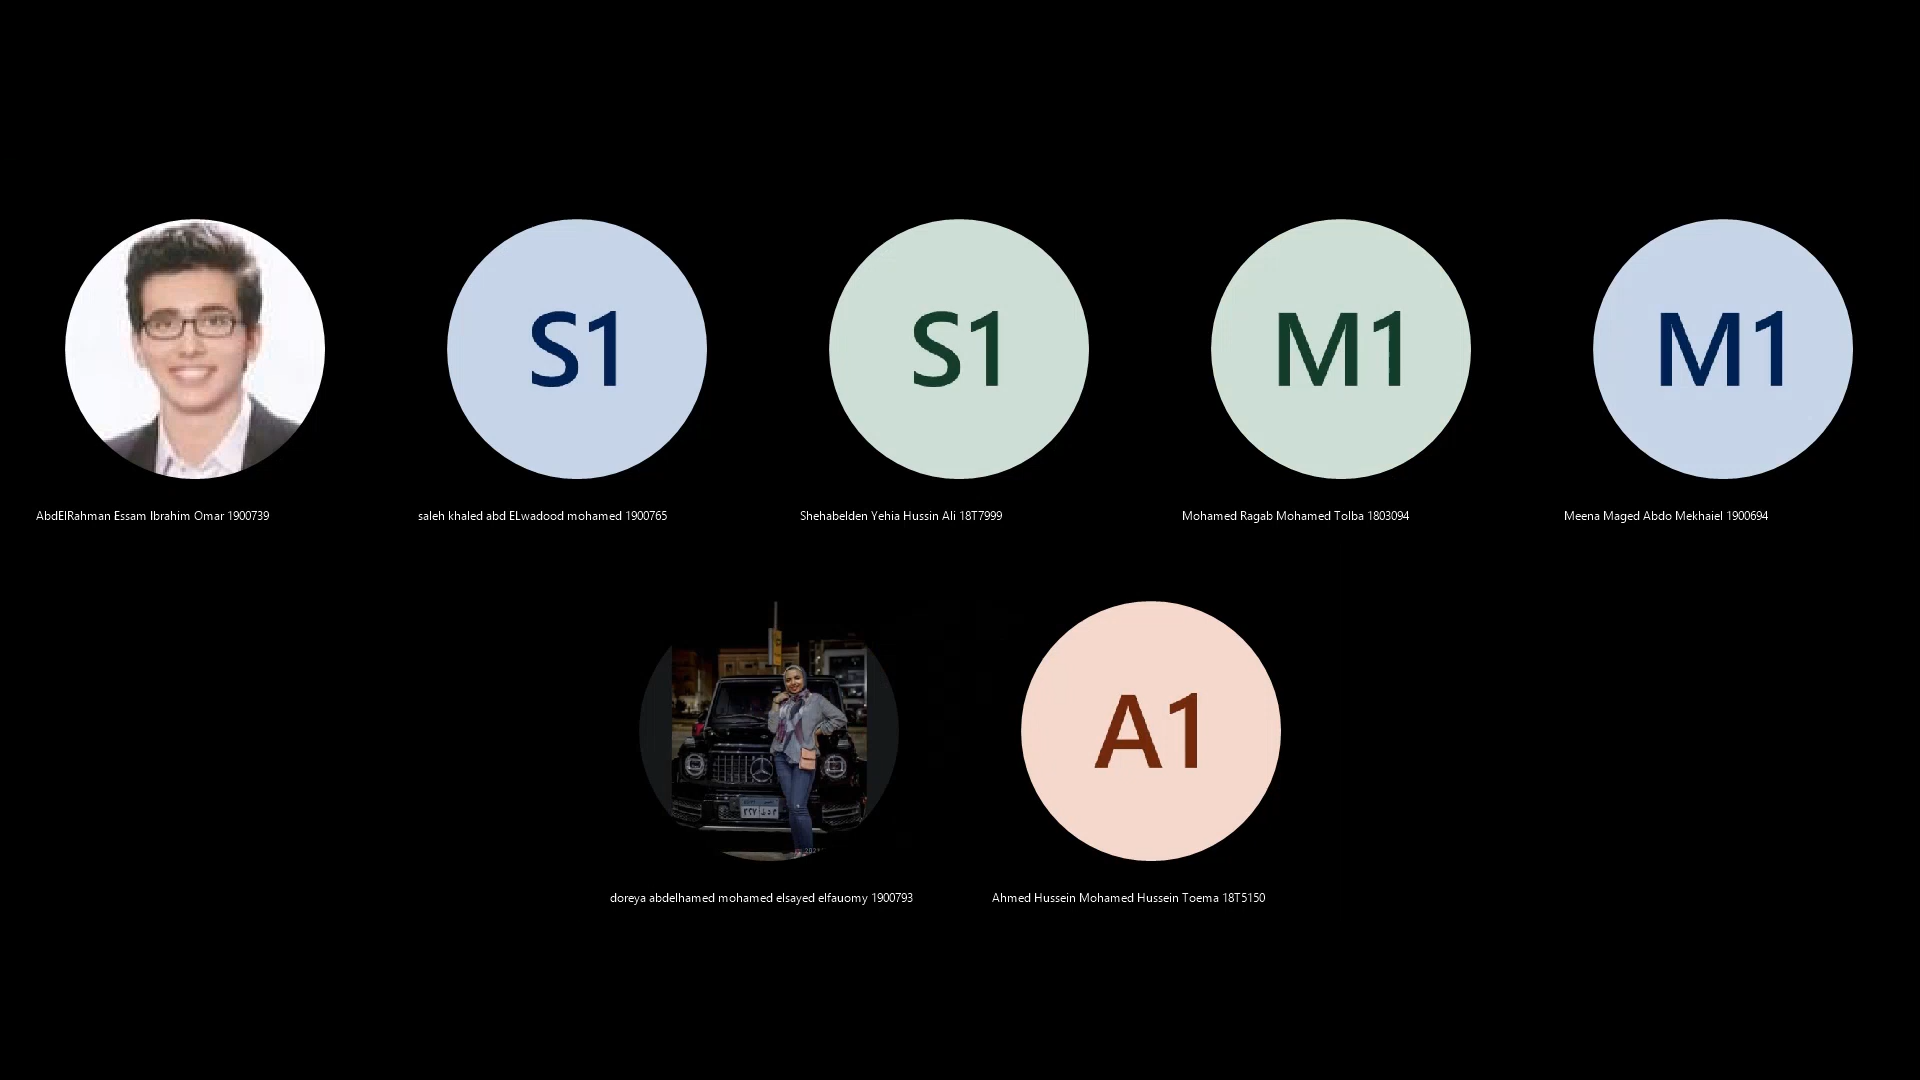 S1
S1
M1
M1
AbdElRahman Essam Ibrahim Omar 1900739
saleh khaled abd ELwadood mohamed 1900765
Shehabelden Yehia Hussin Ali 18T7999
Mohamed Ragab Mohamed Tolba 1803094
Meena Maged Abdo Mekhaiel 1900694
A1
doreya abdelhamed mohamed elsayed elfauomy 1900793
Ahmed Hussein Mohamed Hussein Toema 18T5150